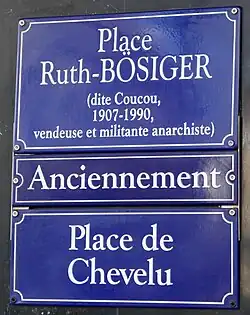 Place
Ruth-BÖSIGER
(dite Coucou,
1907-1990,
vendeuse et militante anarchiste)
Anciennement
Place de
Chevelu